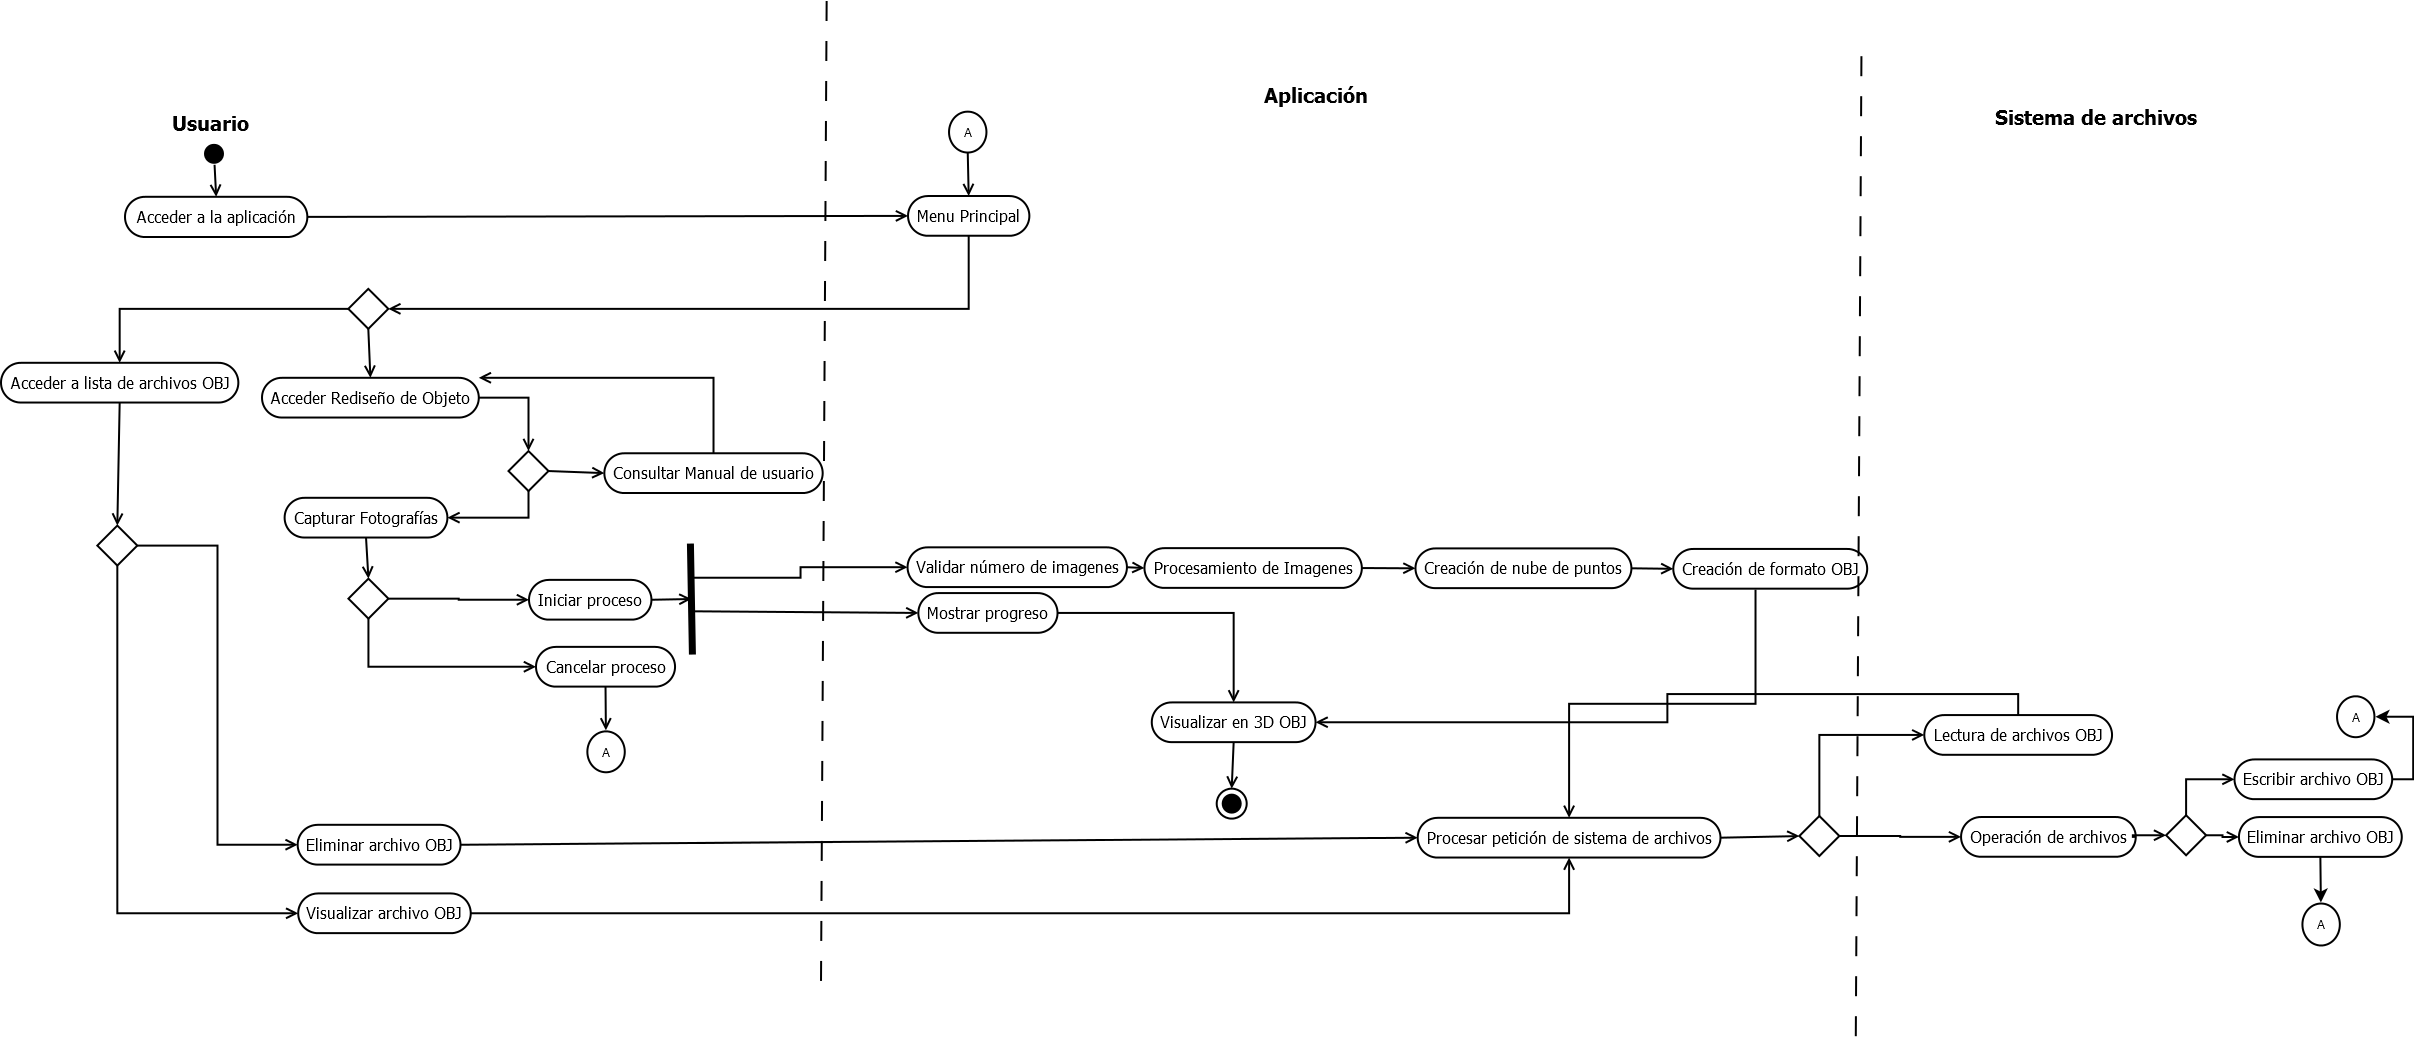 Usuario
Aplicación
Sistema de archivos
A
Acceder a la aplicación
Menu Principal
Acceder a lista de archivos OBJ
Acceder Rediseño de Objeto
Consultar Manual de usuario
Capturar Fotografías
Iniciar proceso
Cancelar proceso
A
Validar número de imagenes
Procesamiento de Imagenes
Creación de nube de puntos
Creación de formato OBJ
Mostrar progreso
Visualizar en 3D OBJ
Lectura de archivos OBJ
A
Escribir archivo OBJ
Eliminar archivo OBJ
Procesar petición de sistema de archivos
Operación de archivos
Eliminar archivo OBJ
Visualizar archivo OBJ
A